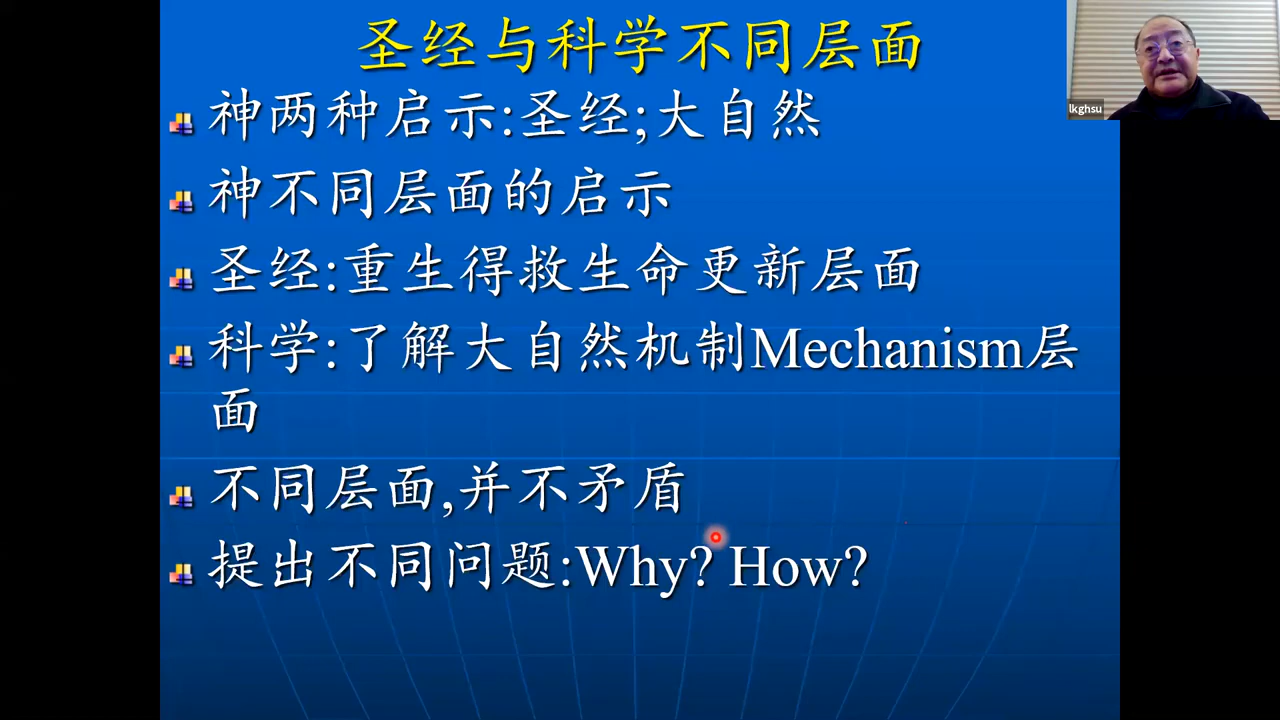 圣经与科学不同层面
神两种启示:圣经;大自然
lkghsu
神不同层面的启示
圣经:重生得救生命更新层面
科学:了解大自然机制Mechanism层
面
不同层面,并不矛盾
提出不同问题:Why? How?